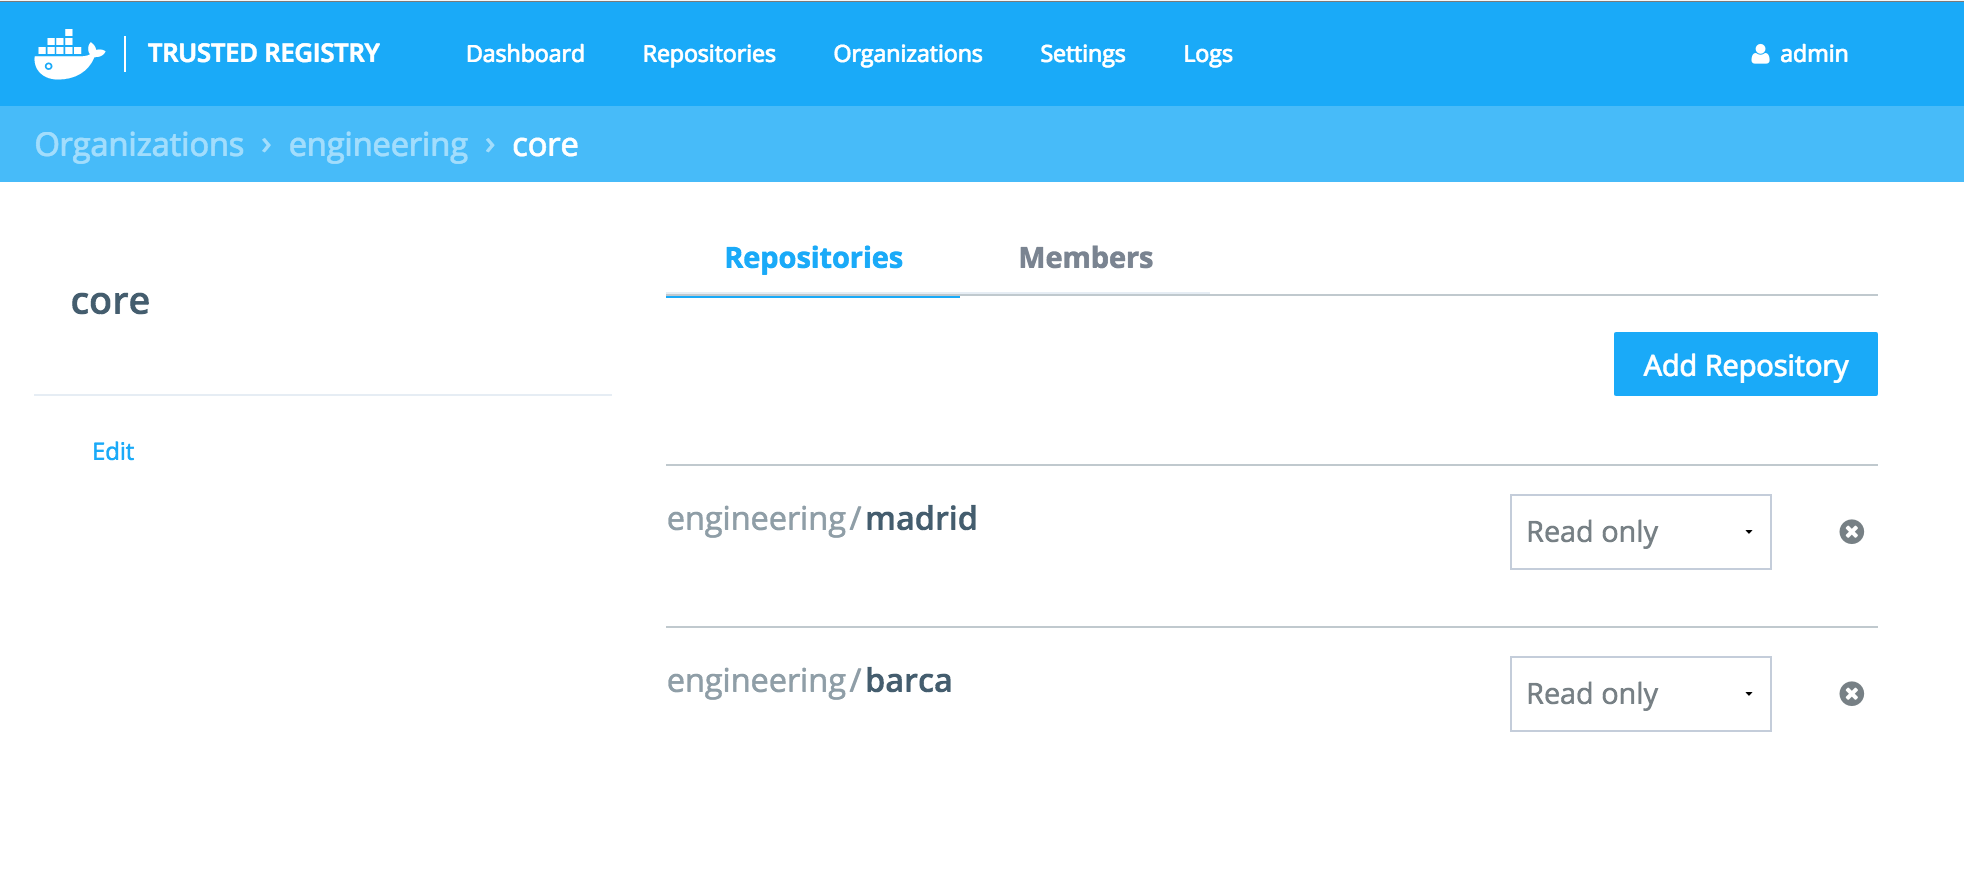 TRUSTED REGISTRY Dashboard Repositories Organizations Settings Logs admin
Organizations › engineering › core
core
Edit
Repositories Members
Add Repository
engineering/madrid Read only
engineering/barca Read only